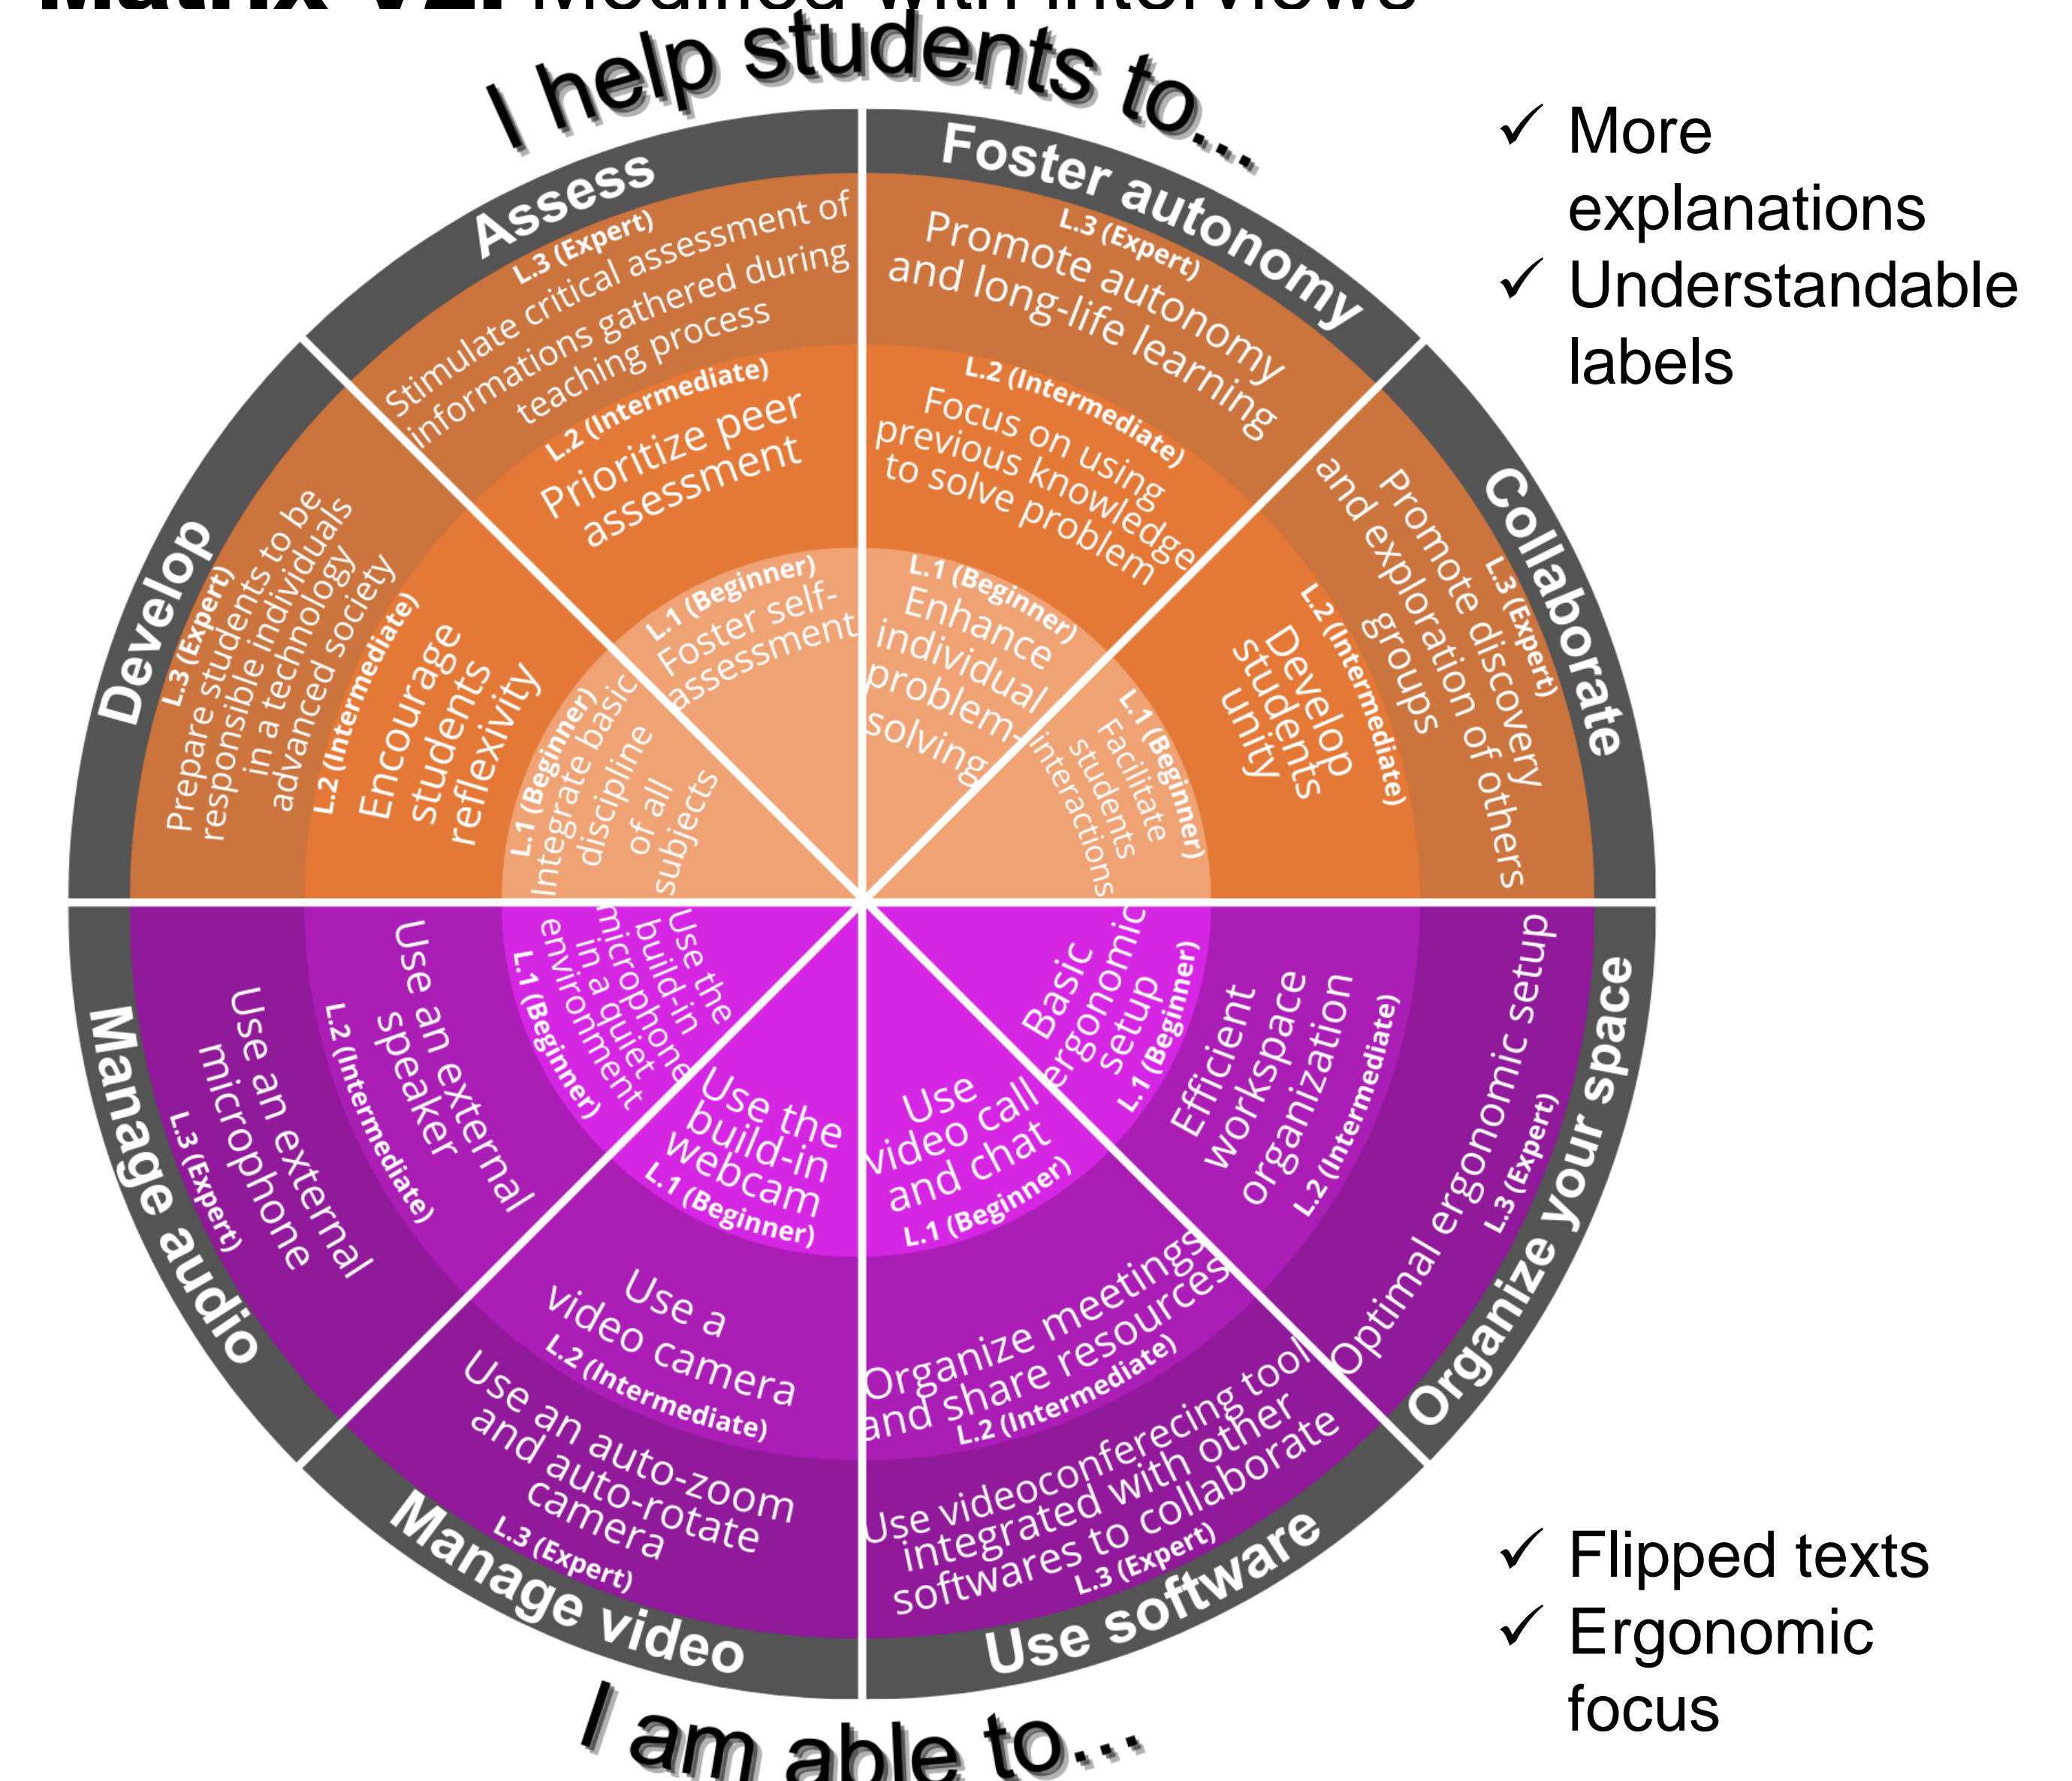 Matrix V2: Modified with interviews
I help students to...
Assess
L.3 (Expert)
Stimulate critical assessment of
informations gathered during
teaching process
L.2 (Intermediate)
Prioritize peer
assessment
L.1 (Beginner)
Foster self-
assessment
Foster autonomy
L.3 (Expert)
Promote autonomy
and long-life learning
L.2 (Intermediate)
Focus on using
previous knowledge
to solve problem
L.1 (Beginner)
Enhance
individual
problem-
solving
Collaborate
L.3 (Expert)
Promote discovery
and exploration of others
groups
L.2 (Intermediate)
Develop
students
unity
L.1 (Beginner)
Facilitate
students
interactions
Develop
L.3 (Expert)
Prepare students to be
responsible individuals
in a technology
advanced society
L.2 (Intermediate)
Encourage
students
reflexivity
L.1 (Beginner)
Integrate basic
discipline
of all
subjects
✓ More
explanations
✓ Understandable
labels
Use the
build-in
microphone
in a quiet
environment
L.1 (Beginner)
Use an external
speaker
L.2 (Intermediate)
Use an external
microphone
L.3 (Expert)
Manage audio
Use the
build-in
webcam
L.1 (Beginner)
Use a
video camera
L.2 (Intermediate)
Use an auto-zoom
and auto-rotate
camera
L.3 (Expert)
Manage video
Use
video call
and chat
L.1 (Beginner)
Organize meetings
and share resources
L.2 (Intermediate)
Use videoconferecing tool
integrated with other
softwares to collaborate
L.3 (Expert)
Use software
Basic
ergonomic
setup
L.1 (Beginner)
Efficient
workspace
organization
L.2 (Intermediate)
Optimal ergonomic setup
L.3 (Expert)
Organize your space
I am able to...
✓ Flipped texts
✓ Ergonomic
focus